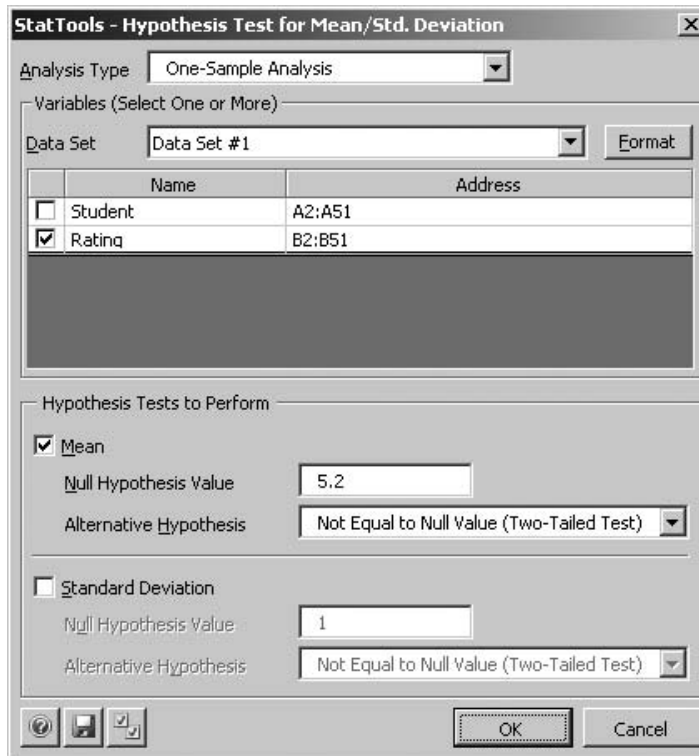 StatTools - Hypothesis Test for Mean/Std. Deviation
Analysis Type One-Sample Analysis
Variables (Select One or More)
Data Set Data Set #1 Format
Name Address
Student A2:A51
Rating B2:B51
Hypothesis Tests to Perform
Mean
Null Hypothesis Value 5.2
Alternative Hypothesis Not Equal to Null Value (Two-Tailed Test)
Standard Deviation
Null Hypothesis Value 1
Alternative Hypothesis Not Equal to Null Value (Two-Tailed Test)
OK Cancel